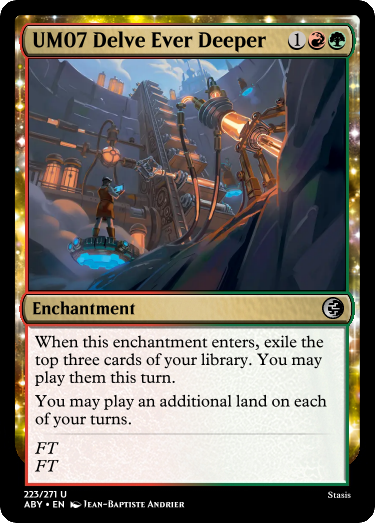 UM07 Delve Ever Deeper 1
Enchantment
When this enchantment enters, exile the
top three cards of your library. You may
play them this turn.
You may play an additional land on each
of your turns.
FT
FT
223/271 U Stasis
ABY • EN Jean-Baptiste Andrier